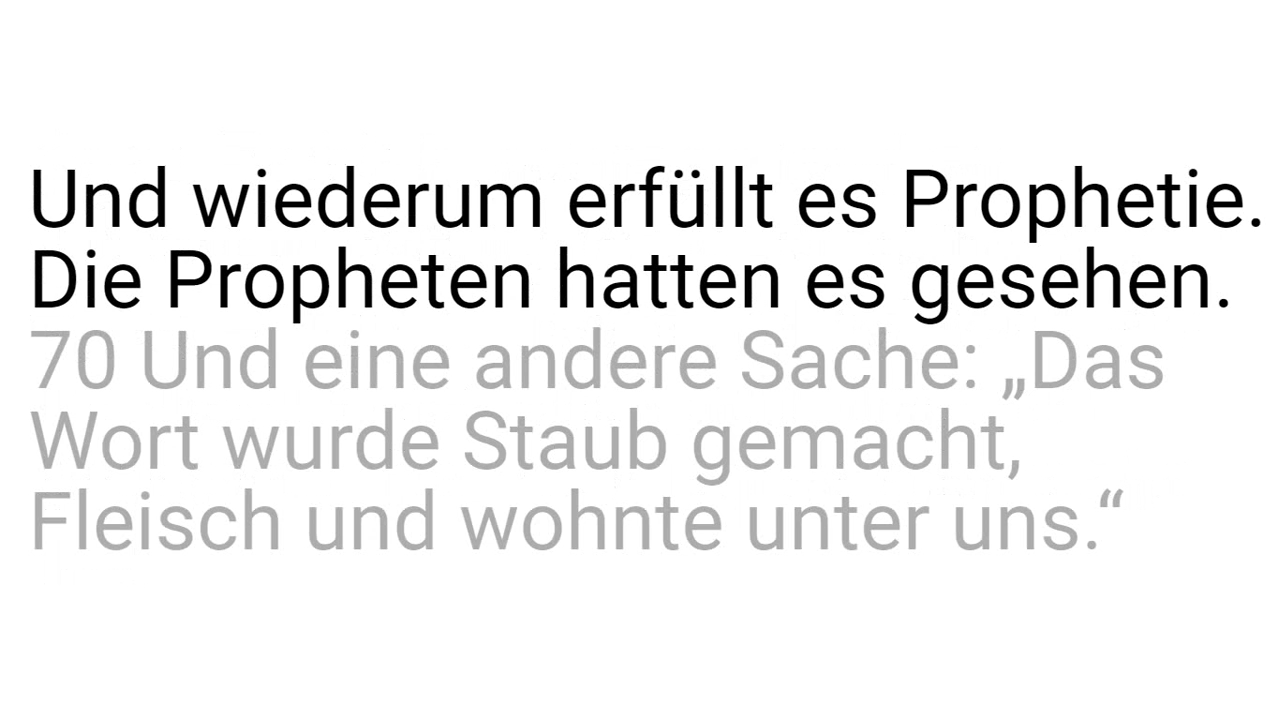 Und wiederum erfüllt es Prophetie.
Die Propheten hatten es gesehen.
70 Und eine andere Sache: „Das
Wort wurde Staub gemacht,
Fleisch und wohnte unter uns.“